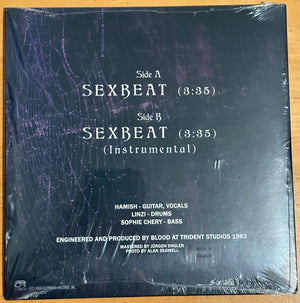 Side A
SEXBEAT (3:35)
Side B
SEXBEAT (3:35)
(Instrumental)
HAMISH - GUITAR, VOCALS
LINZI - DRUMS
SOPHIE CHERY - BASS
ENGINEERED AND PRODUCED BY BLOOD AT TRIDENT STUDIOS 1983
MASTERED BY JÜRGEN ENGLER
PHOTO BY ALAN SEAWELL